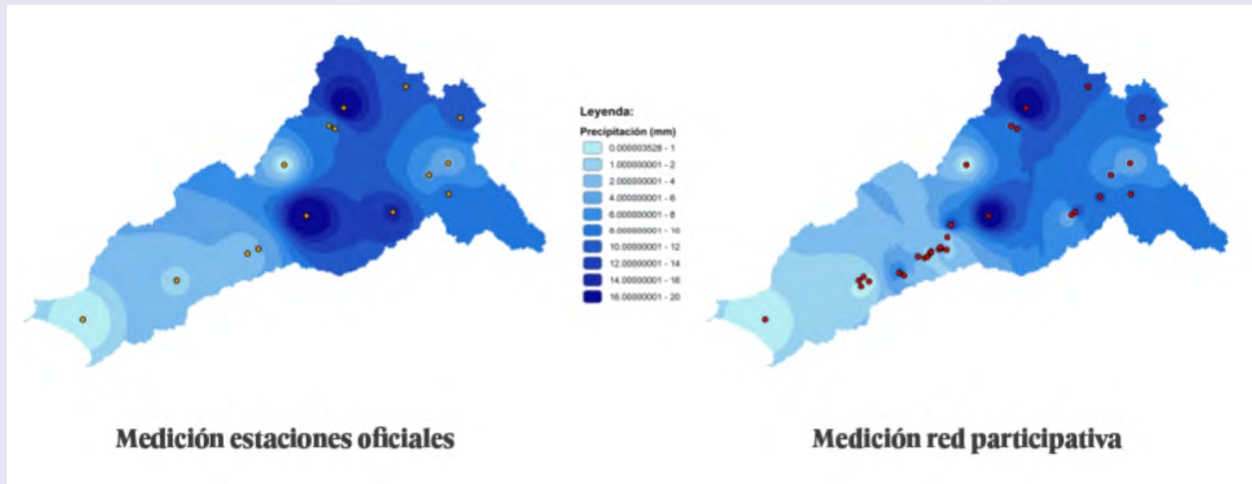 Leyenda:
Precipitación (mm)
0.000003528 - 1
1.000000001 - 2
2.000000001 - 4
4.000000001 - 6
6.000000001 - 8
8.000000001 - 10
10.00000001 - 12
12.00000001 - 14
14.00000001 - 16
16.00000001 - 20
Medición estaciones oficiales
Medición red participativa